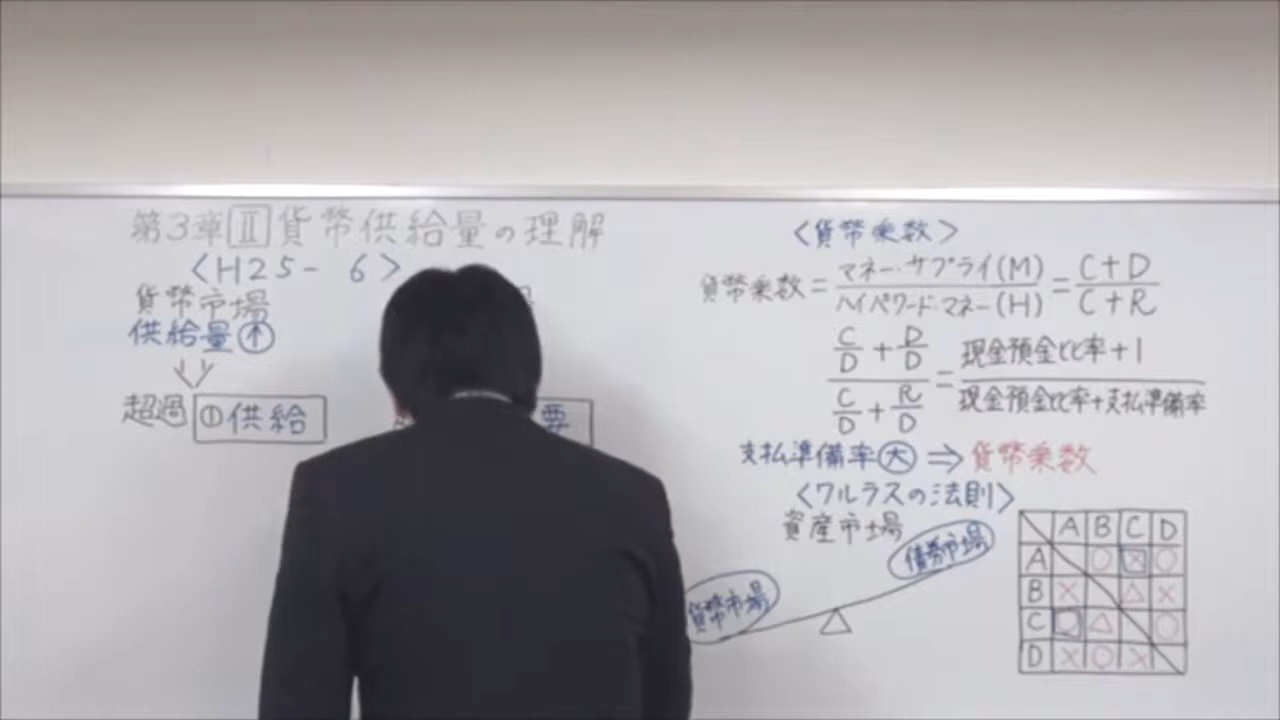 第3章Ⅱ貨幣供給量の理解
〈H25- 6〉
貨幣市場
供給量↑
超過 ①供給
要
〈貨幣乗数〉
貨幣乗数=マネー・サプライ(M)/ハイパワード・マネー(H)=C+D/C+R
C/D+D/D/C/D+R/D=現金預金比率+1/現金預金比率+支払準備率
支払準備率大⇒貨幣乗数
〈ワルラスの法則〉
資産市場
債券市場
貨幣市場
A B C D
A ○ × ○
B × △ ×
C ○ △ ○
D × ○ ×